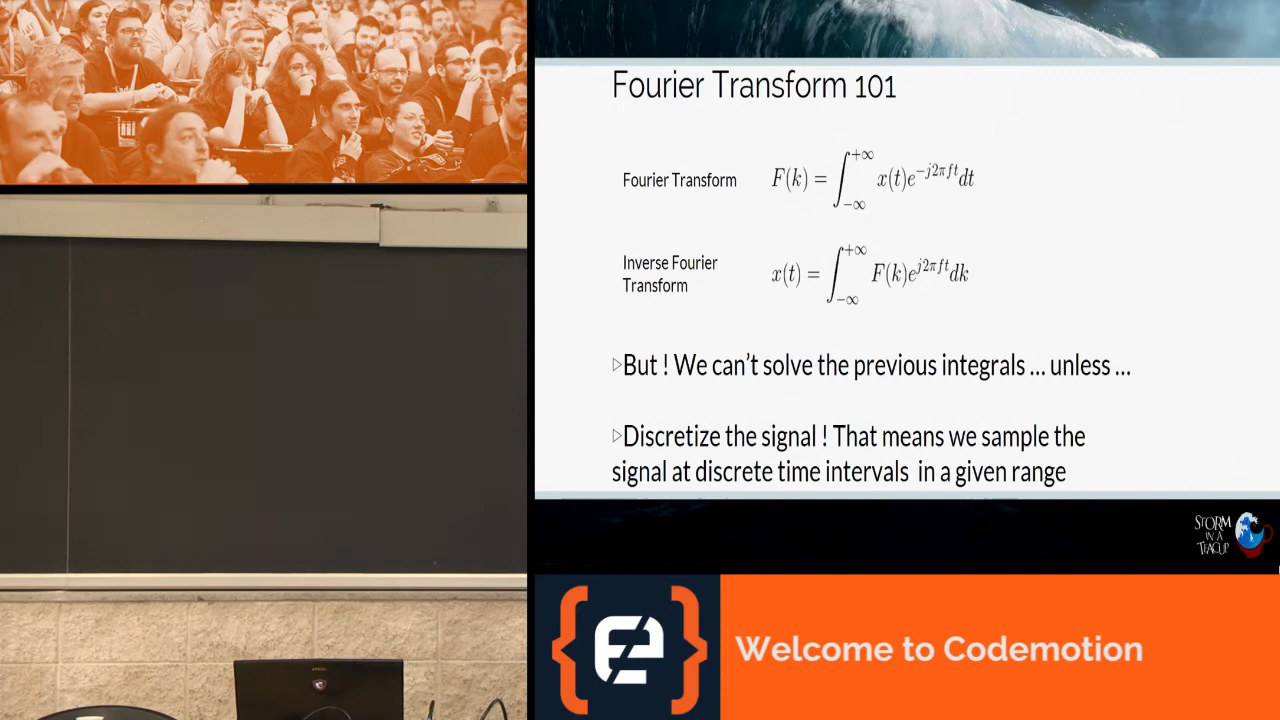 Fourier Transform 101
Fourier Transform F(k) = ∫_{-∞}^{+∞} x(t)e^{-j2πft}dt
Inverse Fourier
Transform
x(t) = ∫_{-∞}^{+∞} F(k)e^{j2πft}dk
▷But ! We can’t solve the previous integrals ... unless ...
▷Discretize the signal ! That means we sample the
signal at discrete time intervals in a given range
STORM
IN A
TEACUP
Welcome to Codemotion